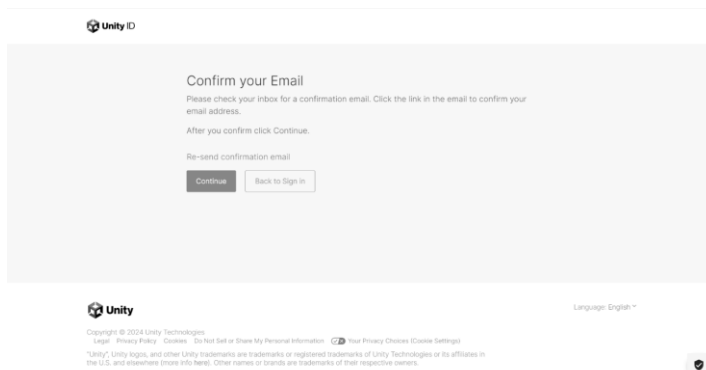 Unity ID
Confirm your Email
Please check your inbox for a confirmation email. Click the link in the email to confirm your
email address.
After you confirm click Continue.
Re-send confirmation email
Continue
Back to Sign in
Unity
Language: English
Copyright © 2024 Unity Technologies
Legal Privacy Policy Cookies Do Not Sell or Share My Personal Information Your Privacy Choices (Cookie Settings)
"Unity", Unity logos, and other Unity trademarks are trademarks or registered trademarks of Unity Technologies or its affiliates in
the U.S. and elsewhere (more info here). Other names or brands are trademarks of their respective owners.